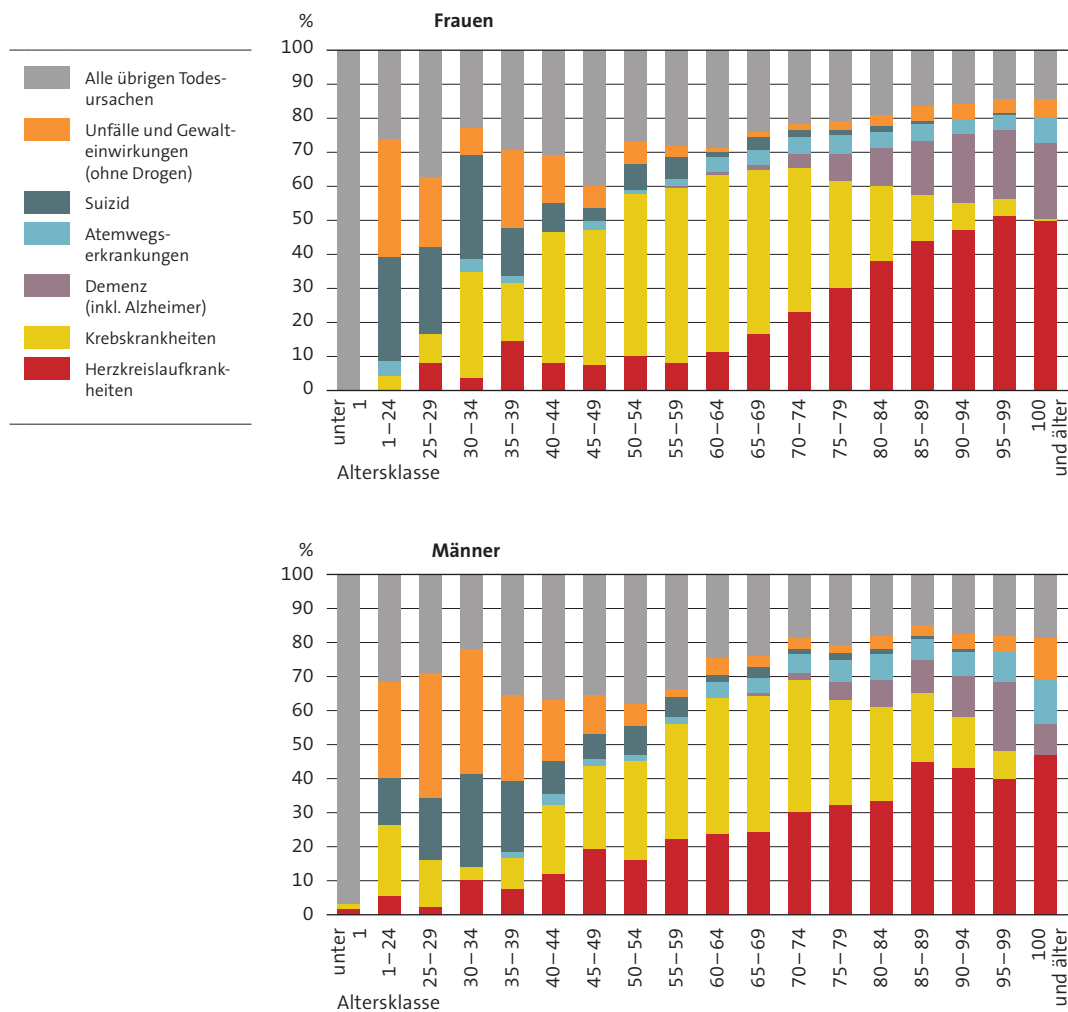 Alle übrigen Todes-
ursachen
Unfälle und Gewalt-
einwirkungen
(ohne Drogen)
Suizid
Atemwegs-
erkrankungen
Demenz
(inkl. Alzheimer)
Krebskrankheiten
Herzkreislaufkrank-
heiten
% Frauen
100
90
80
70
60
50
40
30
20
10
0
unter
1
1–24
25–29
30–34
35–39
40–44
45–49
50–54
55–59
60–64
65–69
70–74
75–79
80–84
85–89
90–94
95–99
100
und älter
Altersklasse
% Männer
100
90
80
70
60
50
40
30
20
10
0
unter
1
1–24
25–29
30–34
35–39
40–44
45–49
50–54
55–59
60–64
65–69
70–74
75–79
80–84
85–89
90–94
95–99
100
und älter
Altersklasse